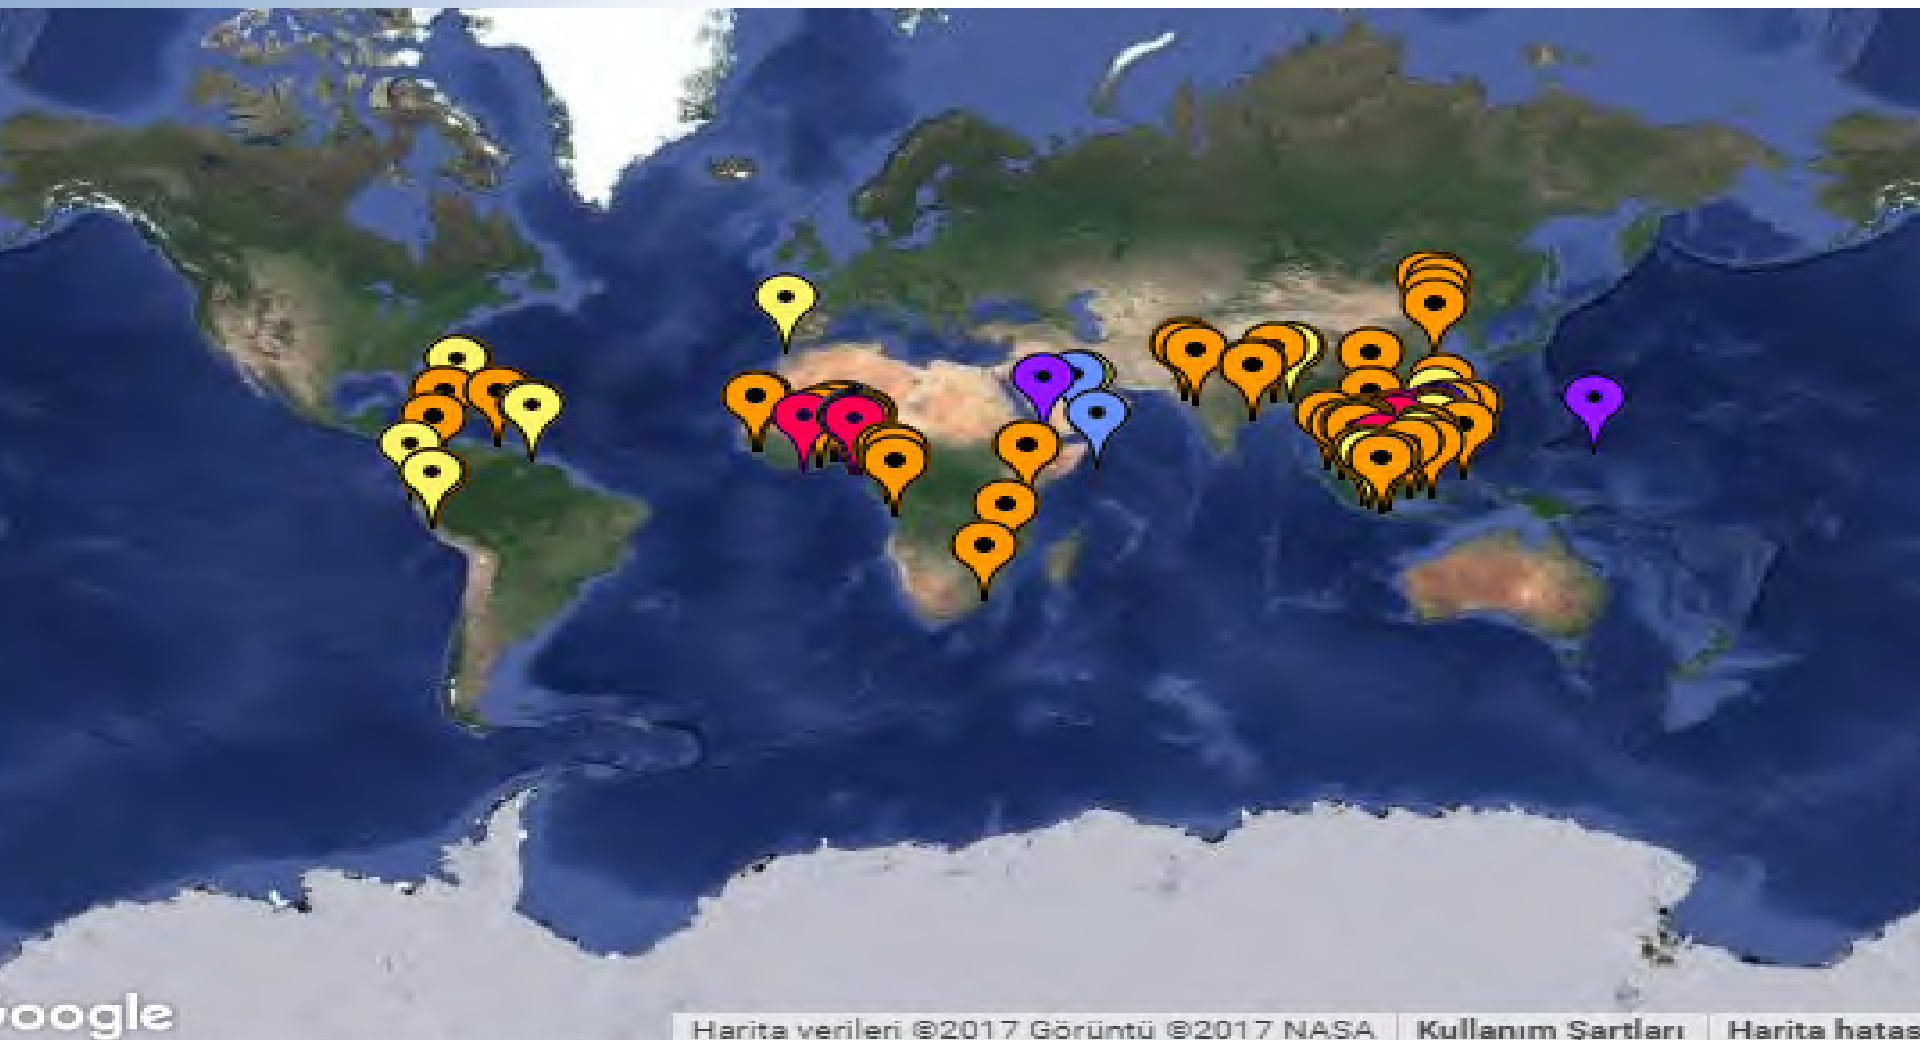 oogle
Harita verileri ©2017 Görüntü ©2017 NASA
Kullanım Şartları
Harita hatas